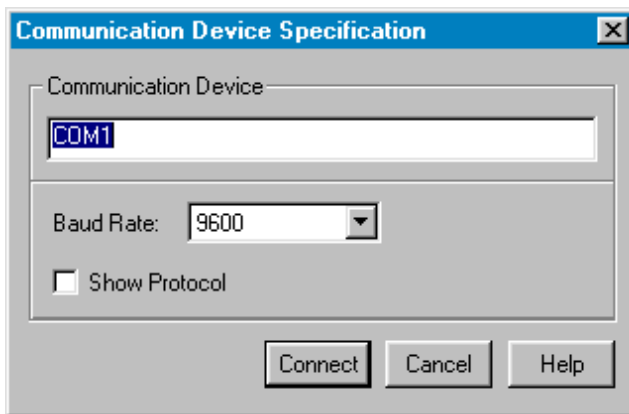 Communication Device Specification
Communication Device
COM1
Baud Rate: 9600
Show Protocol
Connect Cancel Help